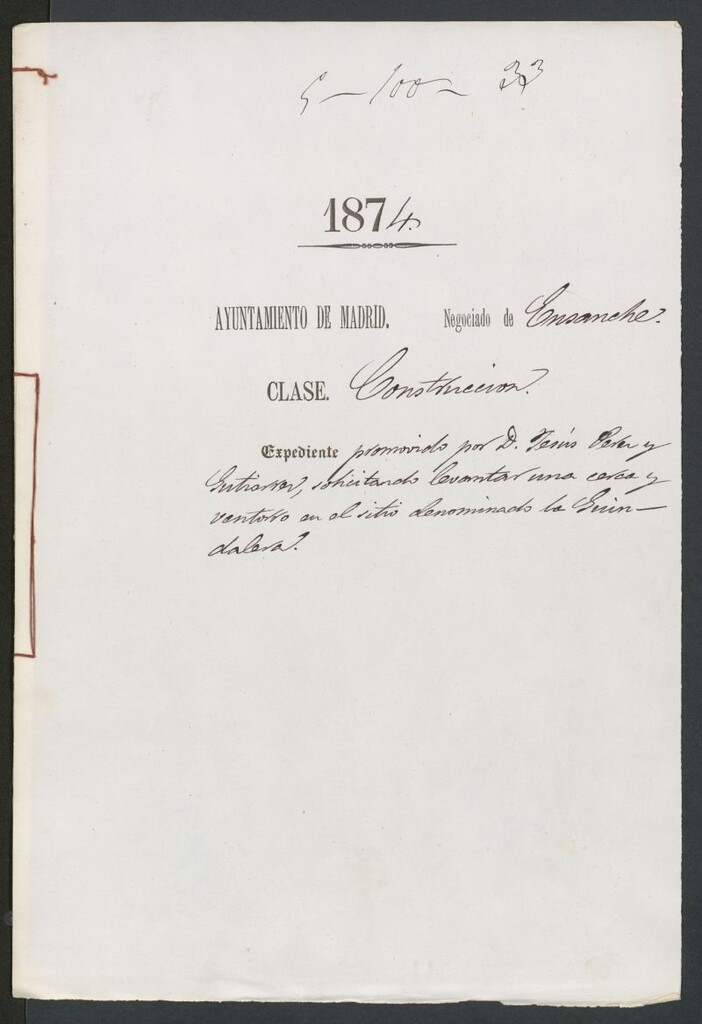 5 - 100 - 33
1874.
AYUNTAMIENTO DE MADRID. Negociado de Ensanche.
CLASE. Construccion.
Expediente promovido por D. Jesús Perez y
Gutierrez, solicitando levantar una cerca y
ventorro en el sitio denominado la Guin-
dalera.